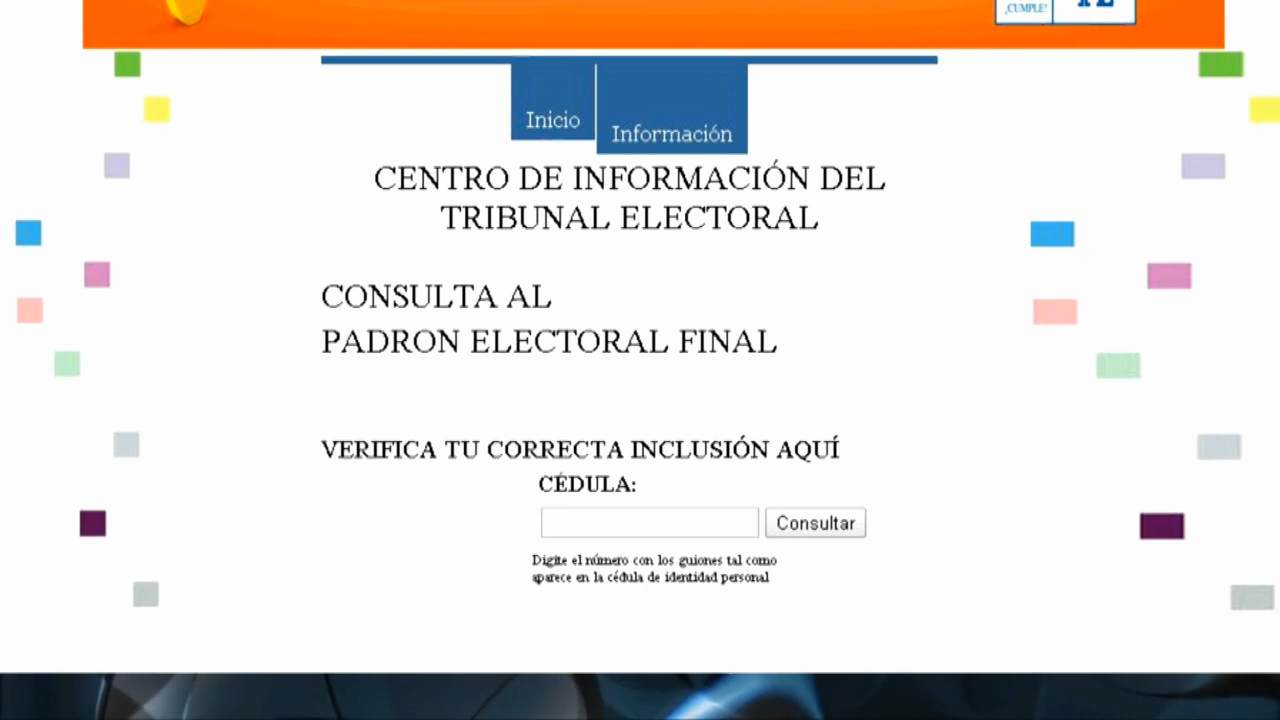 ¡CUMPLE!
TE
Inicio
Información
CENTRO DE INFORMACIÓN DEL
TRIBUNAL ELECTORAL
CONSULTA AL
PADRON ELECTORAL FINAL
VERIFICA TU CORRECTA INCLUSIÓN AQUÍ
CÉDULA:
Consultar
Digite el número con los guiones tal como
aparece en la cédula de identidad personal